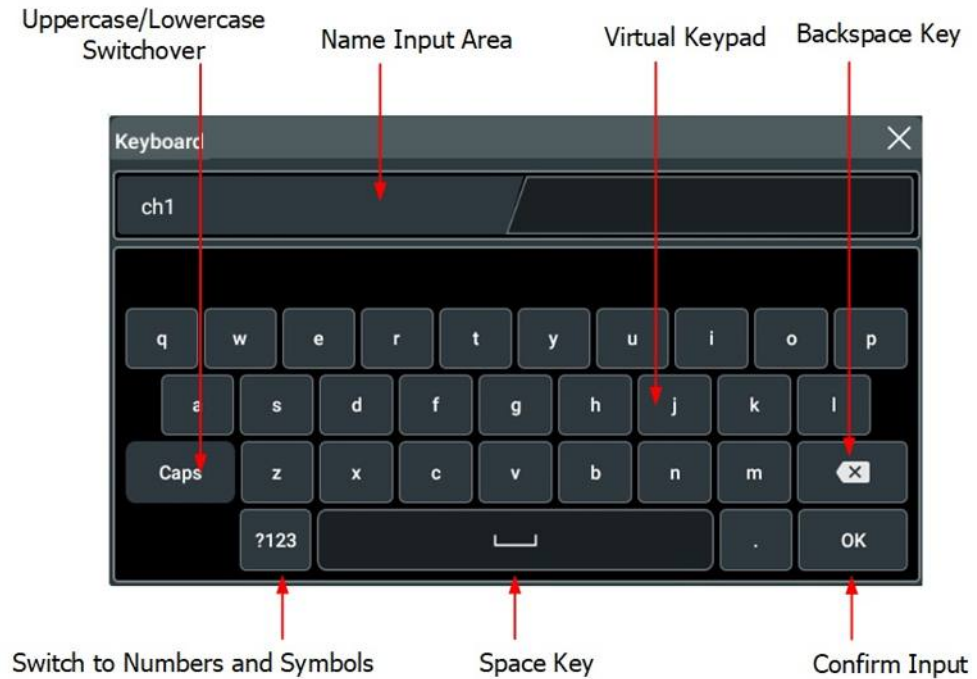 Uppercase/Lowercase
Switchover
Name Input Area
Virtual Keypad
Backspace Key
Keyboard
ch1
q w e r t y u i o p
a s d f g h j k l
Caps z x c v b n m
?123 . OK
Switch to Numbers and Symbols
Space Key
Confirm Input